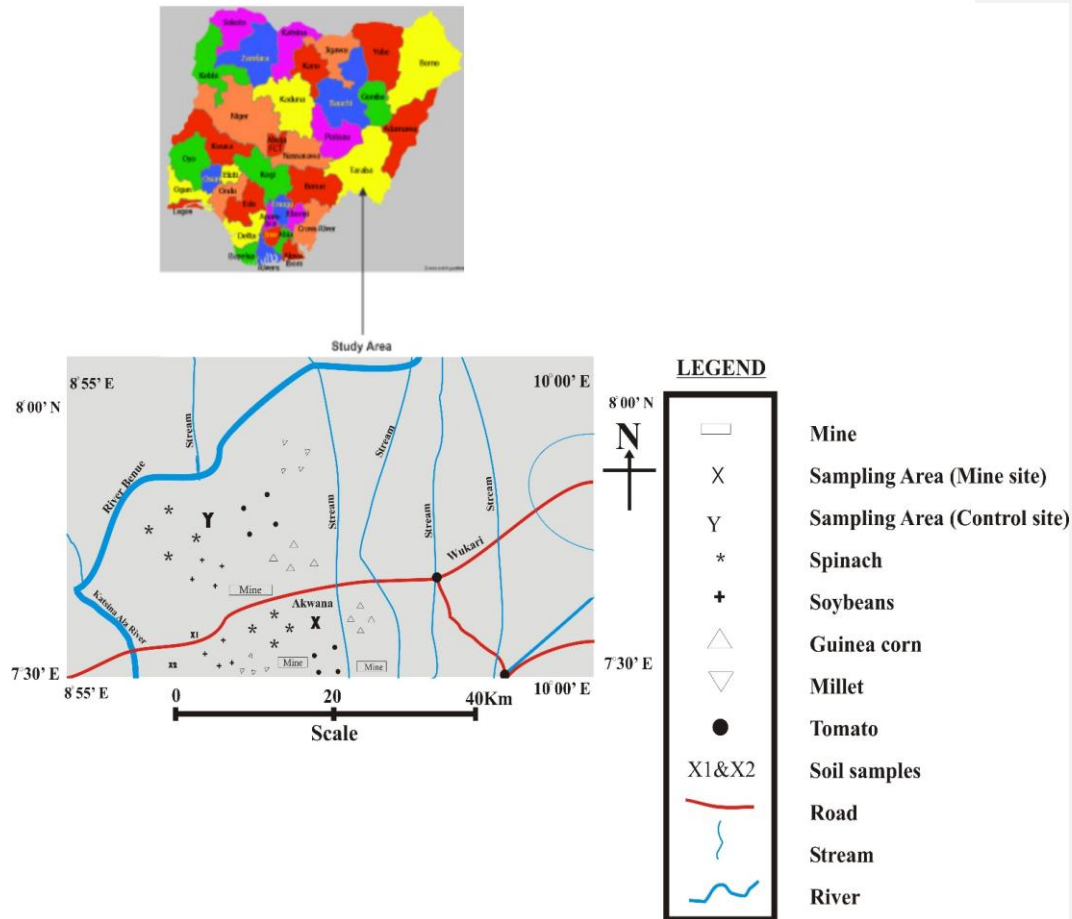 Sokoto
Katsina
Jigawa
Yobe
Borno
Zamfara
Kano
Kebbi
Kaduna
Bauchi
Gombe
Niger
Adamawa
Plateau
Kwara
Abuja
FCT
Nassarawa
Taraba
Oyo
Kogi
Benue
Osun
Ekiti
Ogun
Ondo
Edo
Lagos
Enugu
Ebonyi
Cross River
Delta
Imo
Abia
Bayelsa
Rivers
Akwa
Ibom
Study Area
8°55' E
10°00' E
8°00' N
8°00' N
N
Stream
Stream
Stream
Stream
Stream
River Benue
Y
Wukari
Mine
Akwana
X
X1
X2
Katsina Ala River
Mine
Mine
7°30' E
7°30' E
8°55' E
10°00' E
0
20
40Km
Scale
LEGEND
Mine
X
Sampling Area (Mine site)
Y
Sampling Area (Control site)
Spinach
Soybeans
Guinea corn
Millet
Tomato
X1&X2
Soil samples
Road
Stream
River